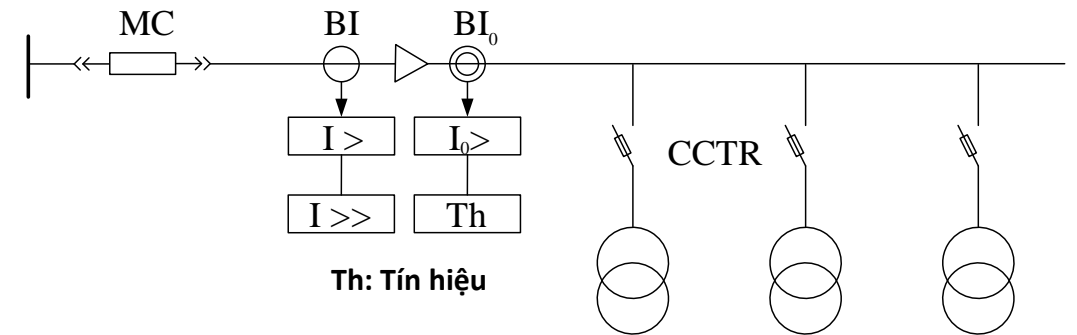 MC BI BI₀
I > I₀>
CCTR
I >> Th
Th: Tín hiệu